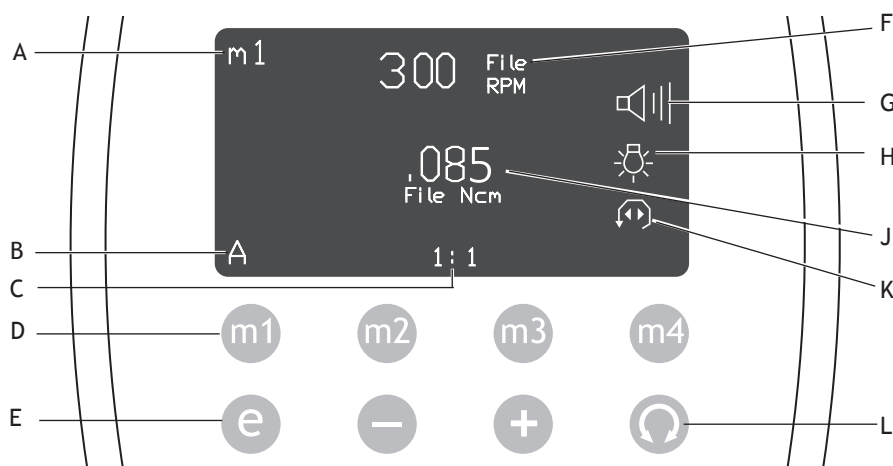 A
m1
300
File
RPM
F
G
H
.085
File Ncm
J
K
B
A
1:1
C
D
m1
m2
m3
m4
E
e
−
+
L